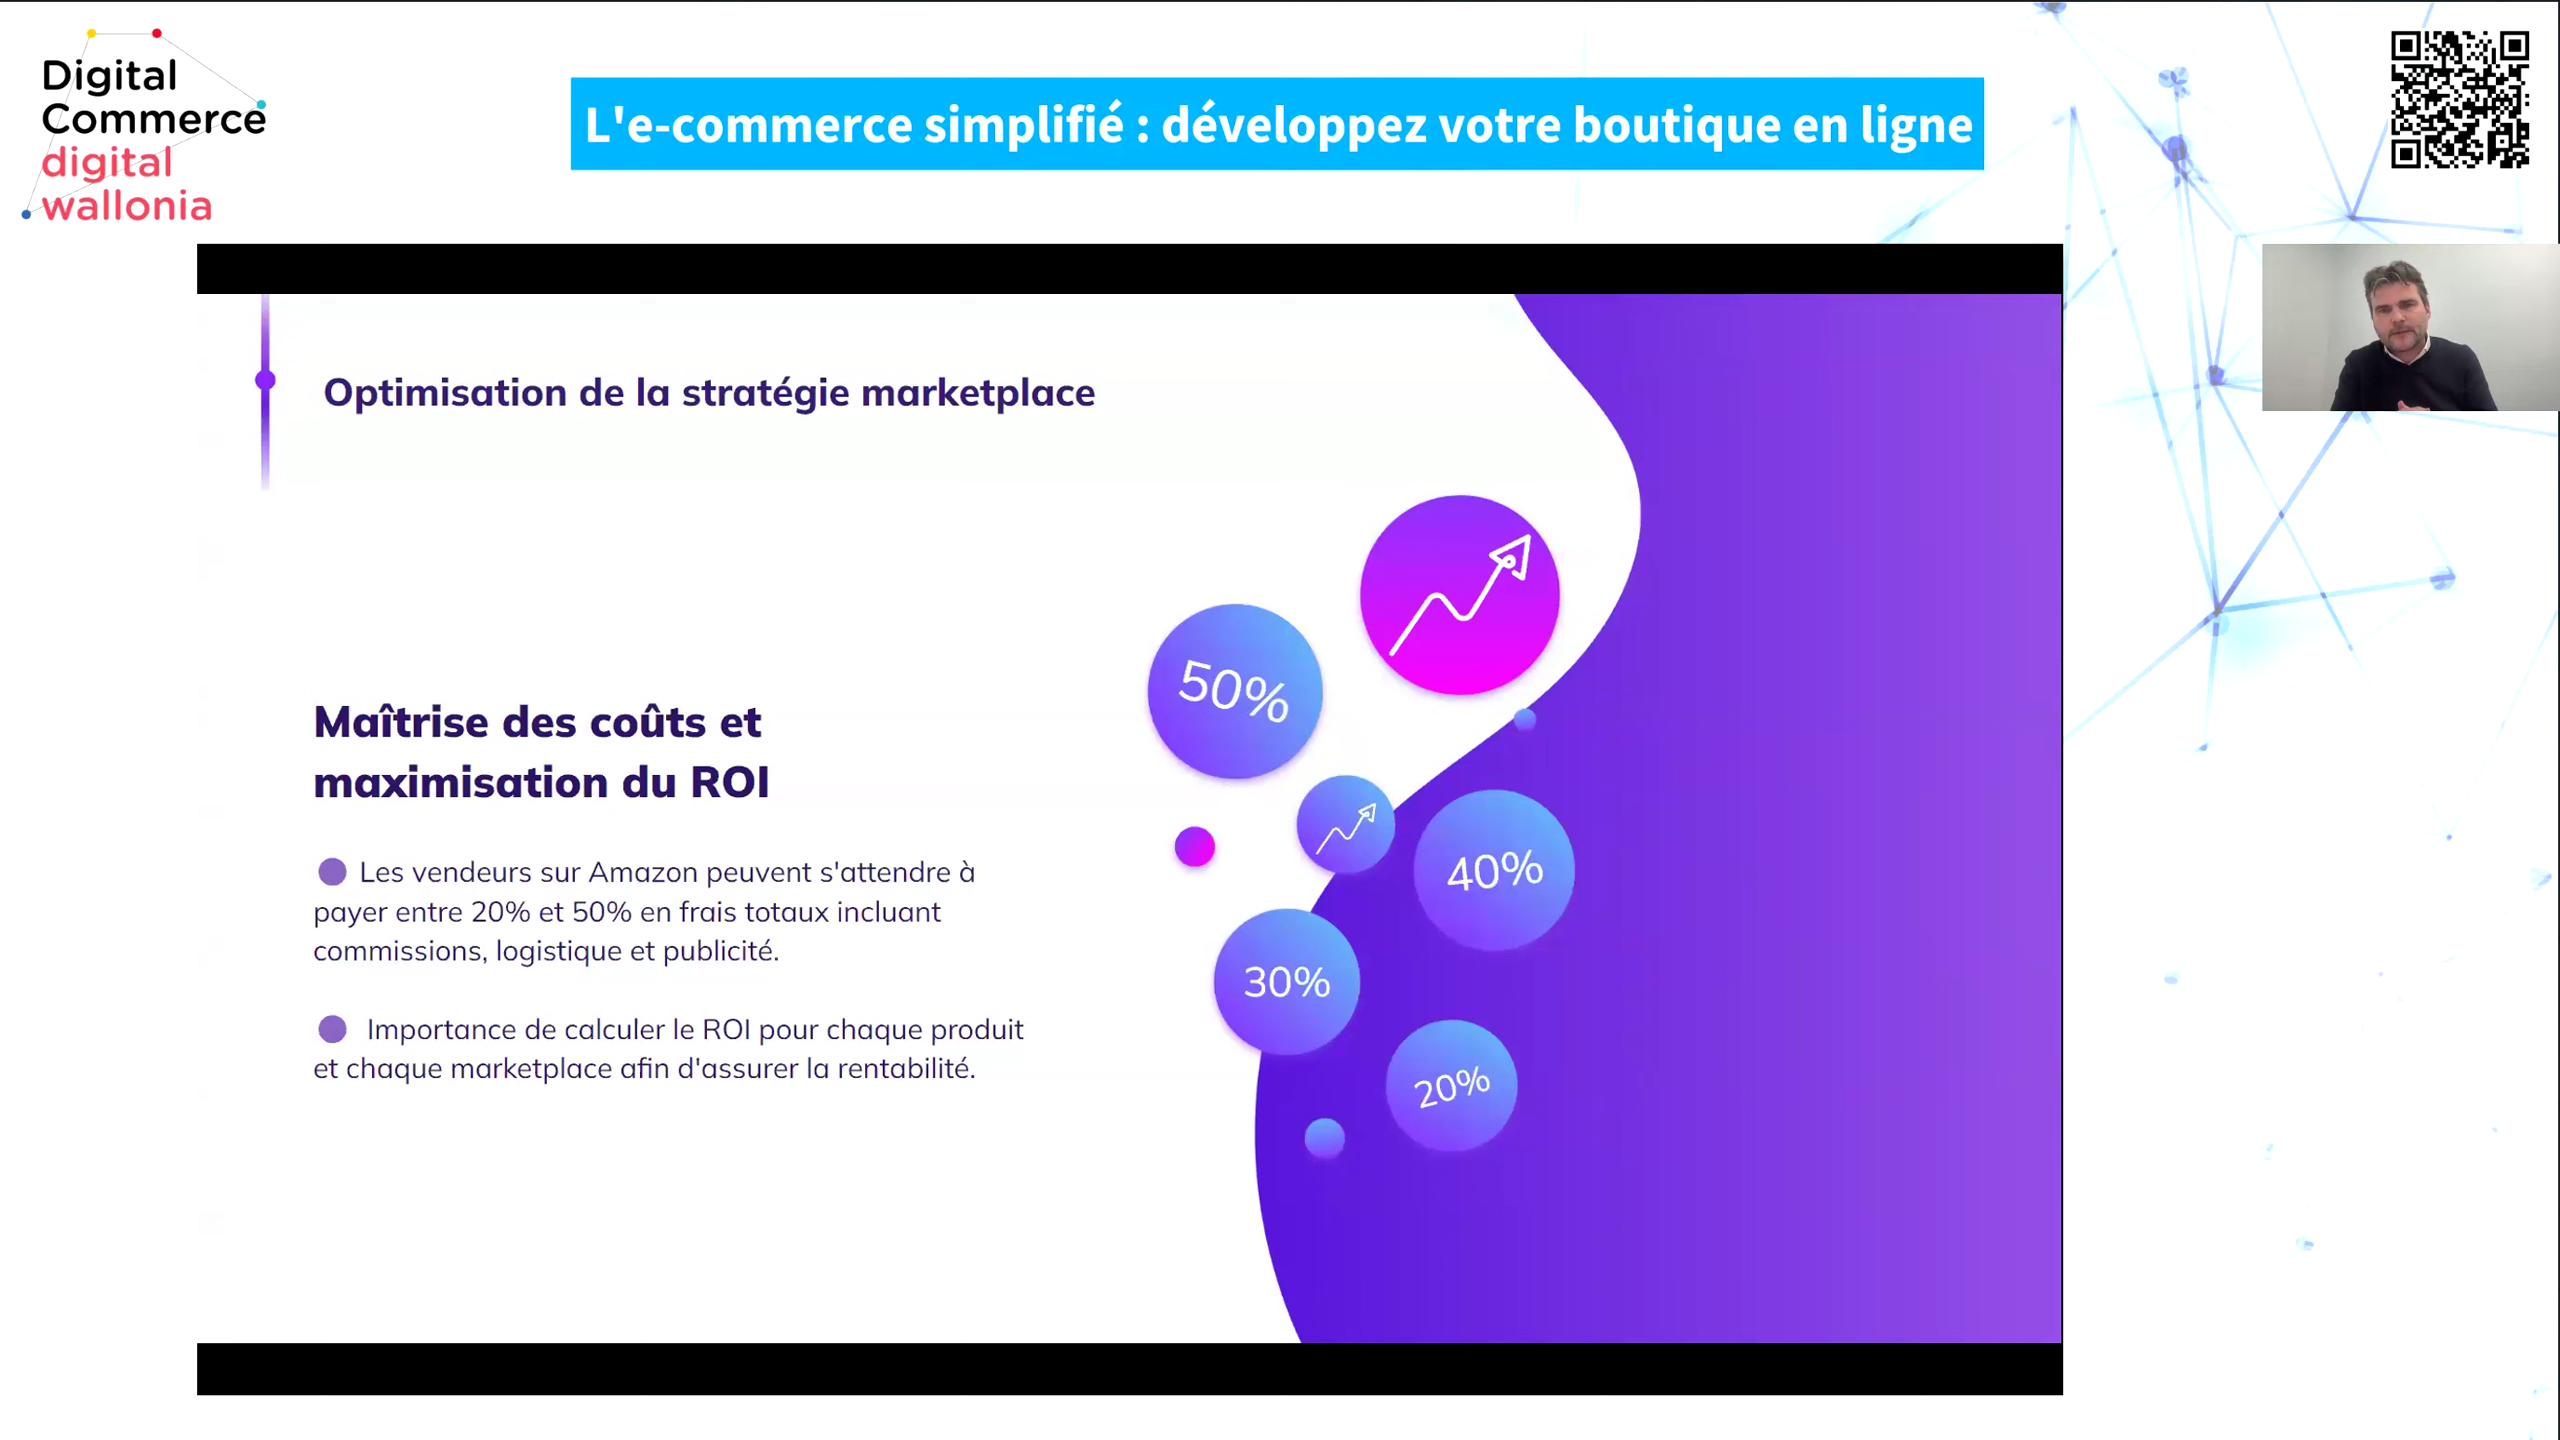 Digital
Commerce
digital
wallonia
L'e-commerce simplifié : développez votre boutique en ligne
Optimisation de la stratégie marketplace
Maîtrise des coûts et
maximisation du ROI
Les vendeurs sur Amazon peuvent s'attendre à
payer entre 20% et 50% en frais totaux incluant
commissions, logistique et publicité.
Importance de calculer le ROI pour chaque produit
et chaque marketplace afin d'assurer la rentabilité.
50%
40%
30%
20%